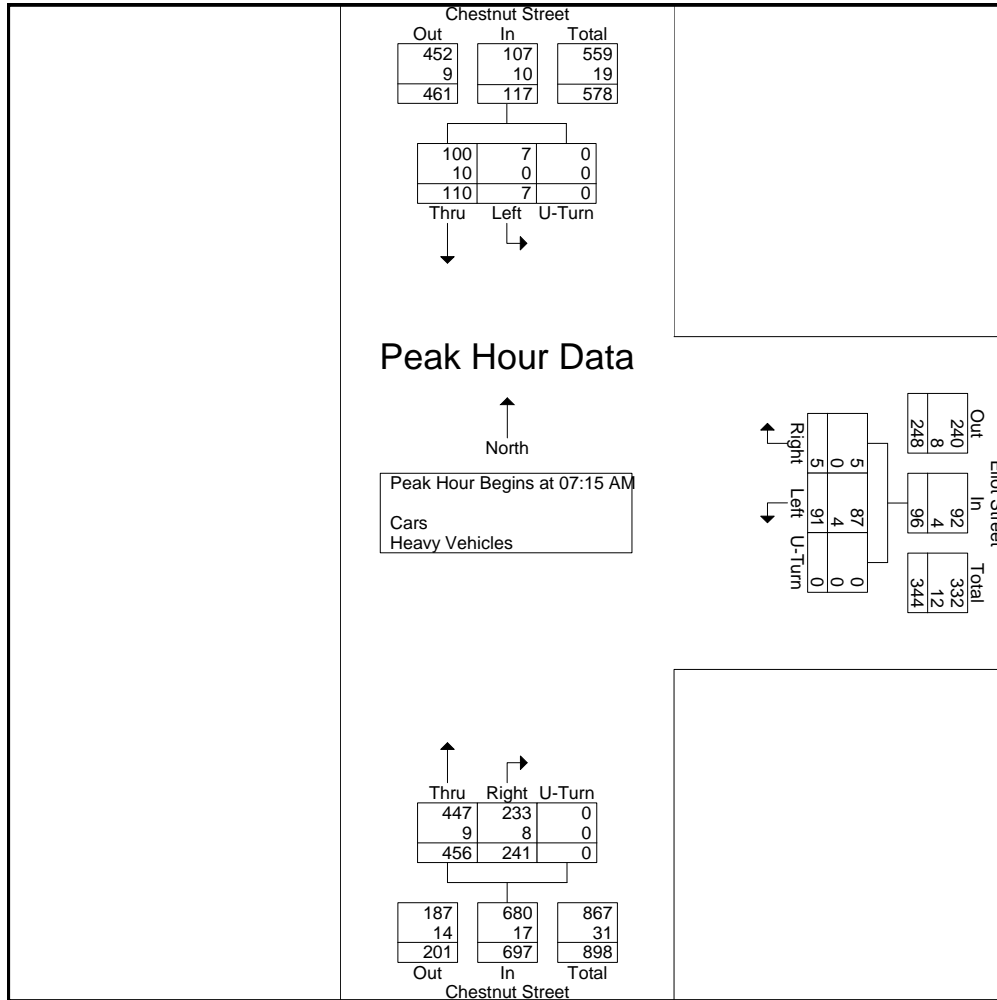 Chestnut Street
Out In Total
452 107 559
9 10 19
461 117 578
100 7 0
10 0 0
110 7 0
Thru Left U-Turn
Peak Hour Data
North
Peak Hour Begins at 07:15 AM
Cars
Heavy Vehicles
Eliot Street
Out In Total
240 92 332
8 4 12
248 96 344
5 87 0
0 4 0
5 91 0
Right Left U-Turn
Thru Right U-Turn
447 233 0
9 8 0
456 241 0
187 680 867
14 17 31
201 697 898
Out In Total
Chestnut Street